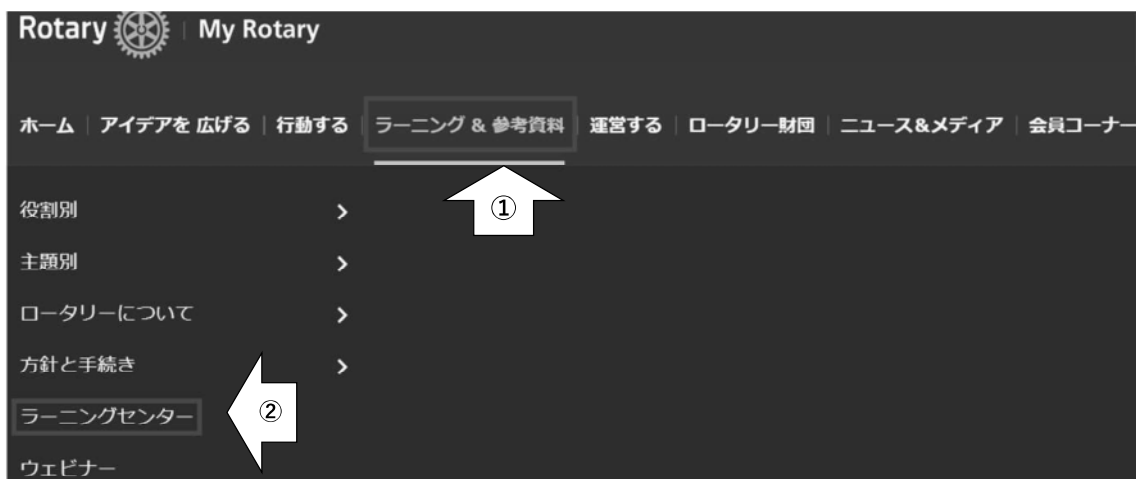 Rotary | My Rotary
ホーム | アイデアを 広げる | 行動する | ラーニング & 参考資料 | 運営する | ロータリー財団 | ニュース&メディア | 会員コーナー
①
役割別 >
主題別 >
ロータリーについて >
方針と手続き >
ラーニングセンター ②
ウェビナー